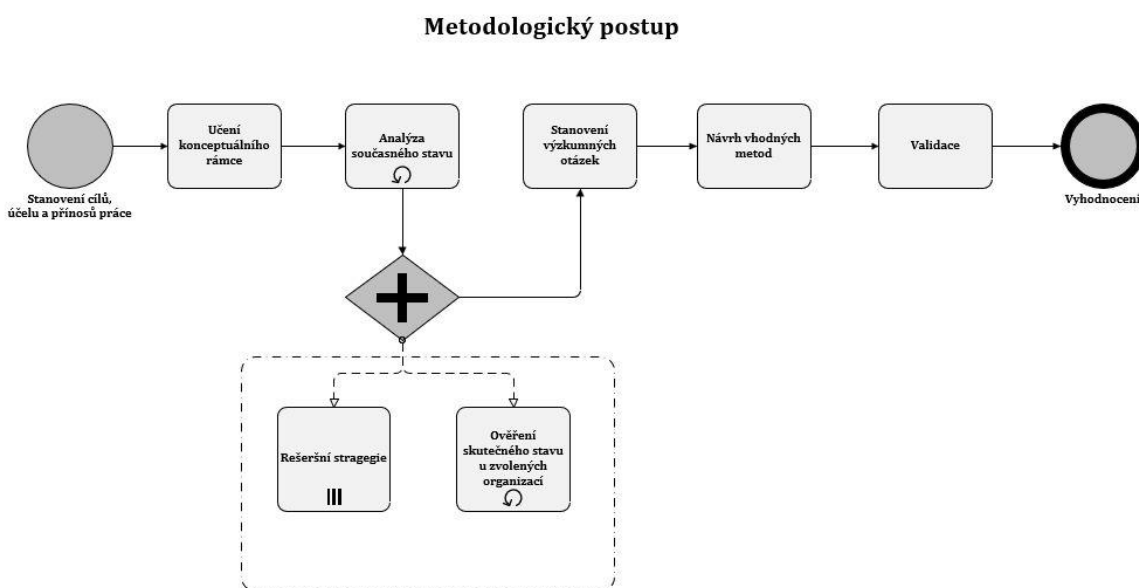 Metodologický postup
Učení
konceptuálního
rámce
Analýza
současného stavu
Stanovení
výzkumných
otázek
Návrh vhodných
metod
Validace
Stanovení cílů,
účelu a přínosů práce
Vyhodnocení
Rešeršní stragegie
Ověření
skutečného stavu
u zvolených
organizací